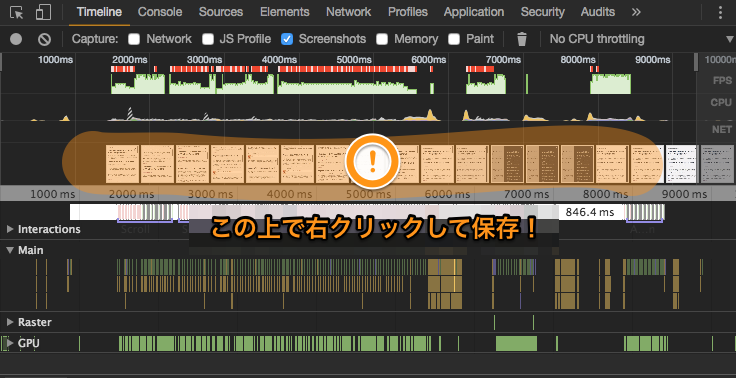 Timeline Console Sources Elements Network Profiles Application Security Audits »
Capture: Network JS Profile Screenshots Memory Paint No CPU throttling
1000ms 2000ms 3000ms 4000ms 5000ms 6000ms 7000ms 8000ms 9000ms 10000ms
FPS
CPU
NET
!
1000 ms 2000 ms 3000 ms 4000 ms 5000 ms 6000 ms 7000 ms 8000 ms 9000 ms
846.4 ms
Interactions Scroll A...n
この上で右クリックして保存！
Main
Raster
GPU